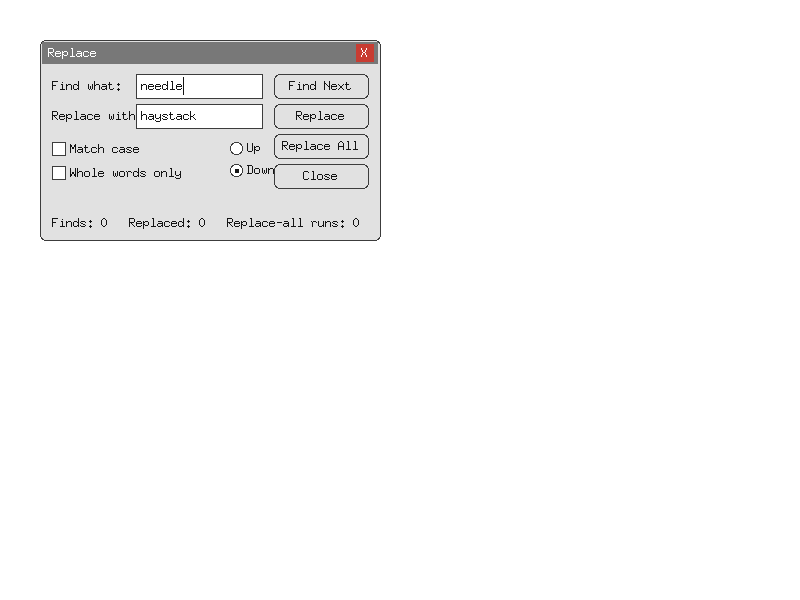 Replace X
Find what: needle Find Next
Replace with haystack Replace
Match case Up Replace All
Whole words only Down Close
Finds: 0 Replaced: 0 Replace-all runs: 0